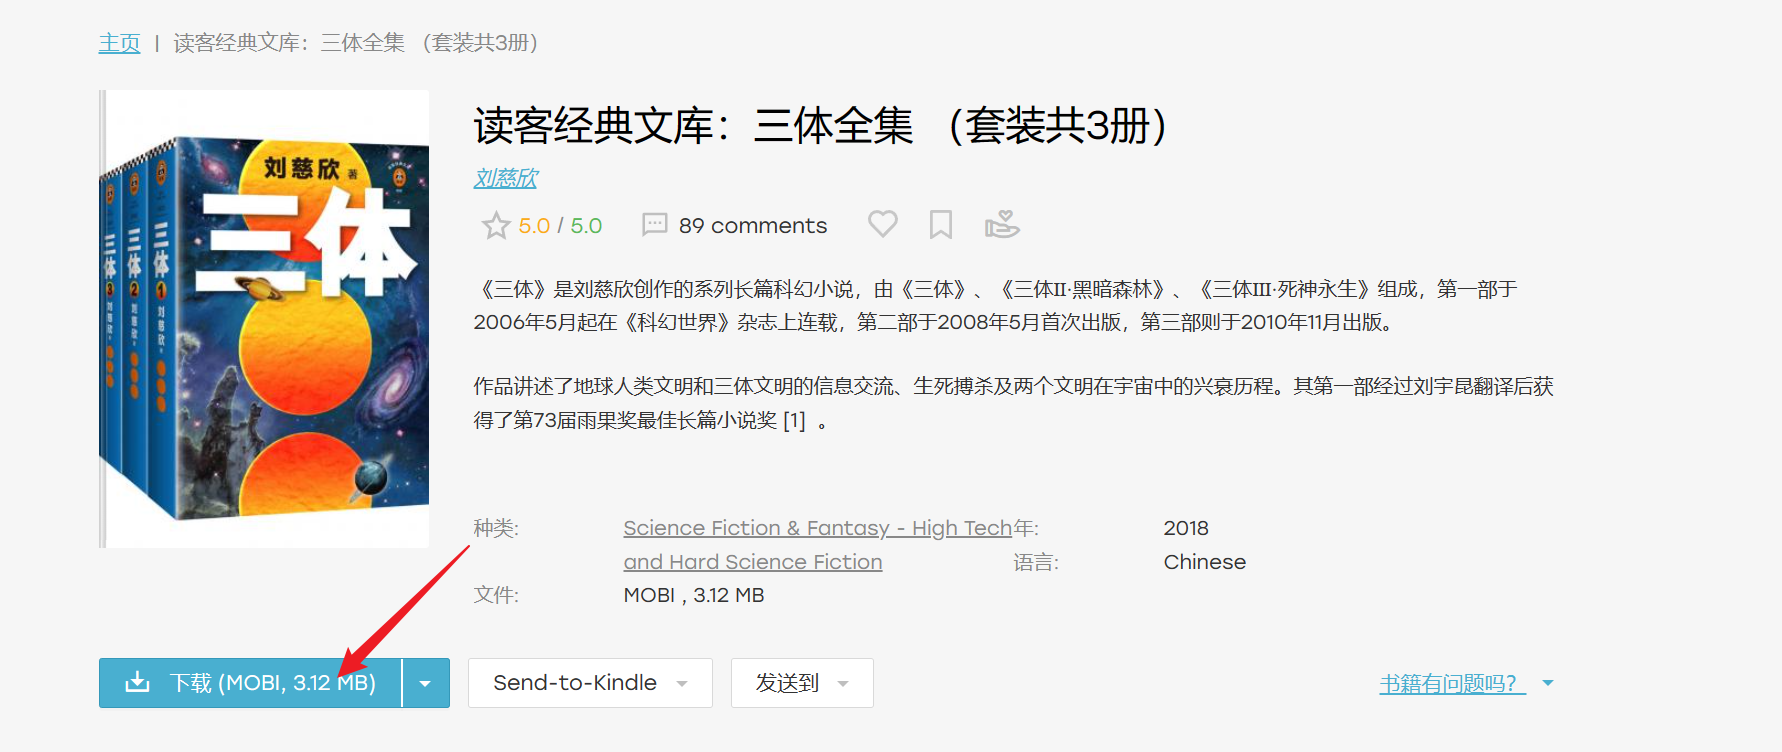 主页 | 读客经典文库：三体全集 （套装共3册）
刘慈欣 著
三体
三体 1 刘慈欣
三体 2 刘慈欣
三体 3 刘慈欣
读客经典文库：三体全集 （套装共3册）
刘慈欣
5.0 / 5.0 89 comments
《三体》是刘慈欣创作的系列长篇科幻小说，由《三体》、《三体II·黑暗森林》、《三体III·死神永生》组成，第一部于
2006年5月起在《科幻世界》杂志上连载，第二部于2008年5月首次出版，第三部则于2010年11月出版。
作品讲述了地球人类文明和三体文明的信息交流、生死搏杀及两个文明在宇宙中的兴衰历程。其第一部经过刘宇昆翻译后获
得了第73届雨果奖最佳长篇小说奖 [1] 。
种类: Science Fiction & Fantasy - High Tech 年: 2018
and Hard Science Fiction 语言: Chinese
文件: MOBI , 3.12 MB
下载 (MOBI, 3.12 MB) Send-to-Kindle 发送到 书籍有问题吗？